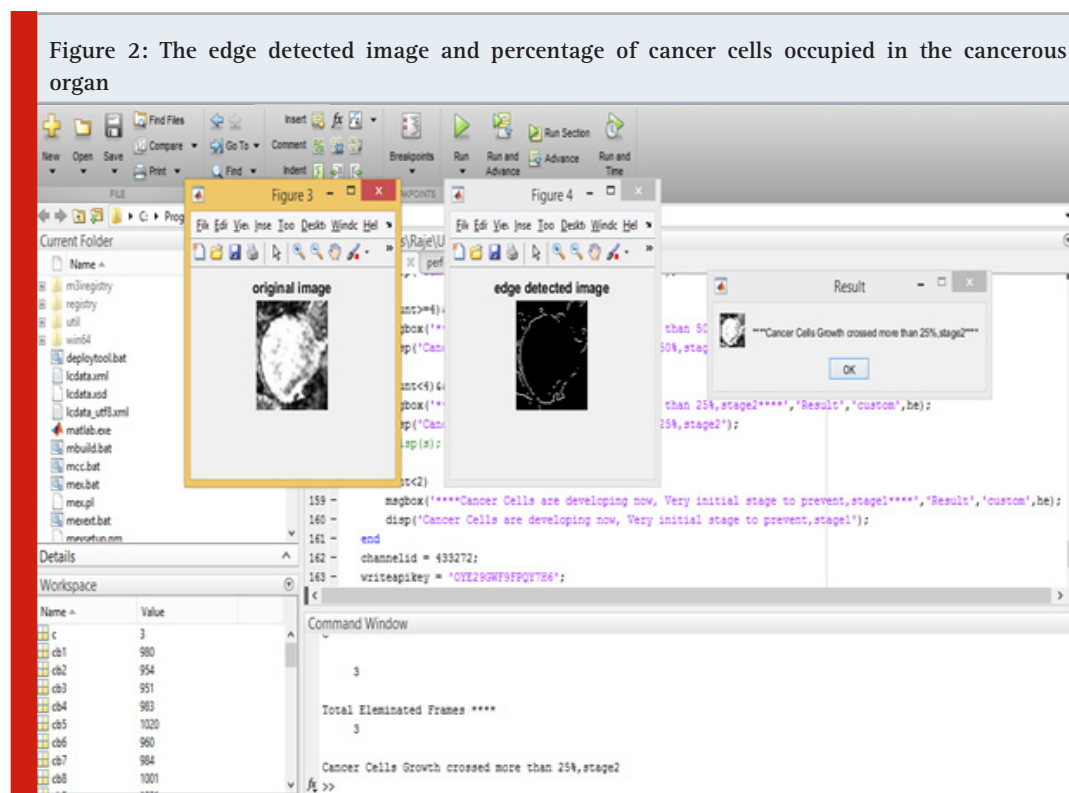 Figure 2: The edge detected image and percentage of cancer cells occupied in the cancerous
organ
Find Files
Insert fx
Compare
Go To
Comment
New Open Save
Print
Find
Indent
Breakpoints
Run
Run and
Advance
Run Section
Advance
Run and
Time
FILE
KPOINTS
C: Prog
s\Raje\U
Current Folder
Name
m3iregistry
registry
util
win64
deploytool.bat
lcdata.xml
lcdata.xsd
lcdata_utf8.xml
matlab.exe
mbuild.bat
mcc.bat
mex.bat
mex.pl
mexext.bat
mexsetup.pm
Details
Workspace
Name Value
c 3
cb1 980
cb2 954
cb3 951
cb4 983
cb5 1020
cb6 960
cb7 984
cb8 1001
Figure 3
original image
Figure 4
edge detected image
Result
****Cancer Cells Growth crossed more than 25%,stage2****
OK
than 25%,stage2****','Result','custom',he);
25%,stage2");
159 - msgbox('****Cancer Cells are developing now, Very initial stage to prevent,stage1****','Result','custom',he);
160 - disp("Cancer Cells are developing now, Very initial stage to prevent,stage1");
161 - end
162 - channelid = 433272;
163 - writeapikey = 'OYE29GWF9FPQY7H6';
Command Window
3
Total Eleminated Frames ****
3
Cancer Cells Growth crossed more than 25%,stage2
fx >>